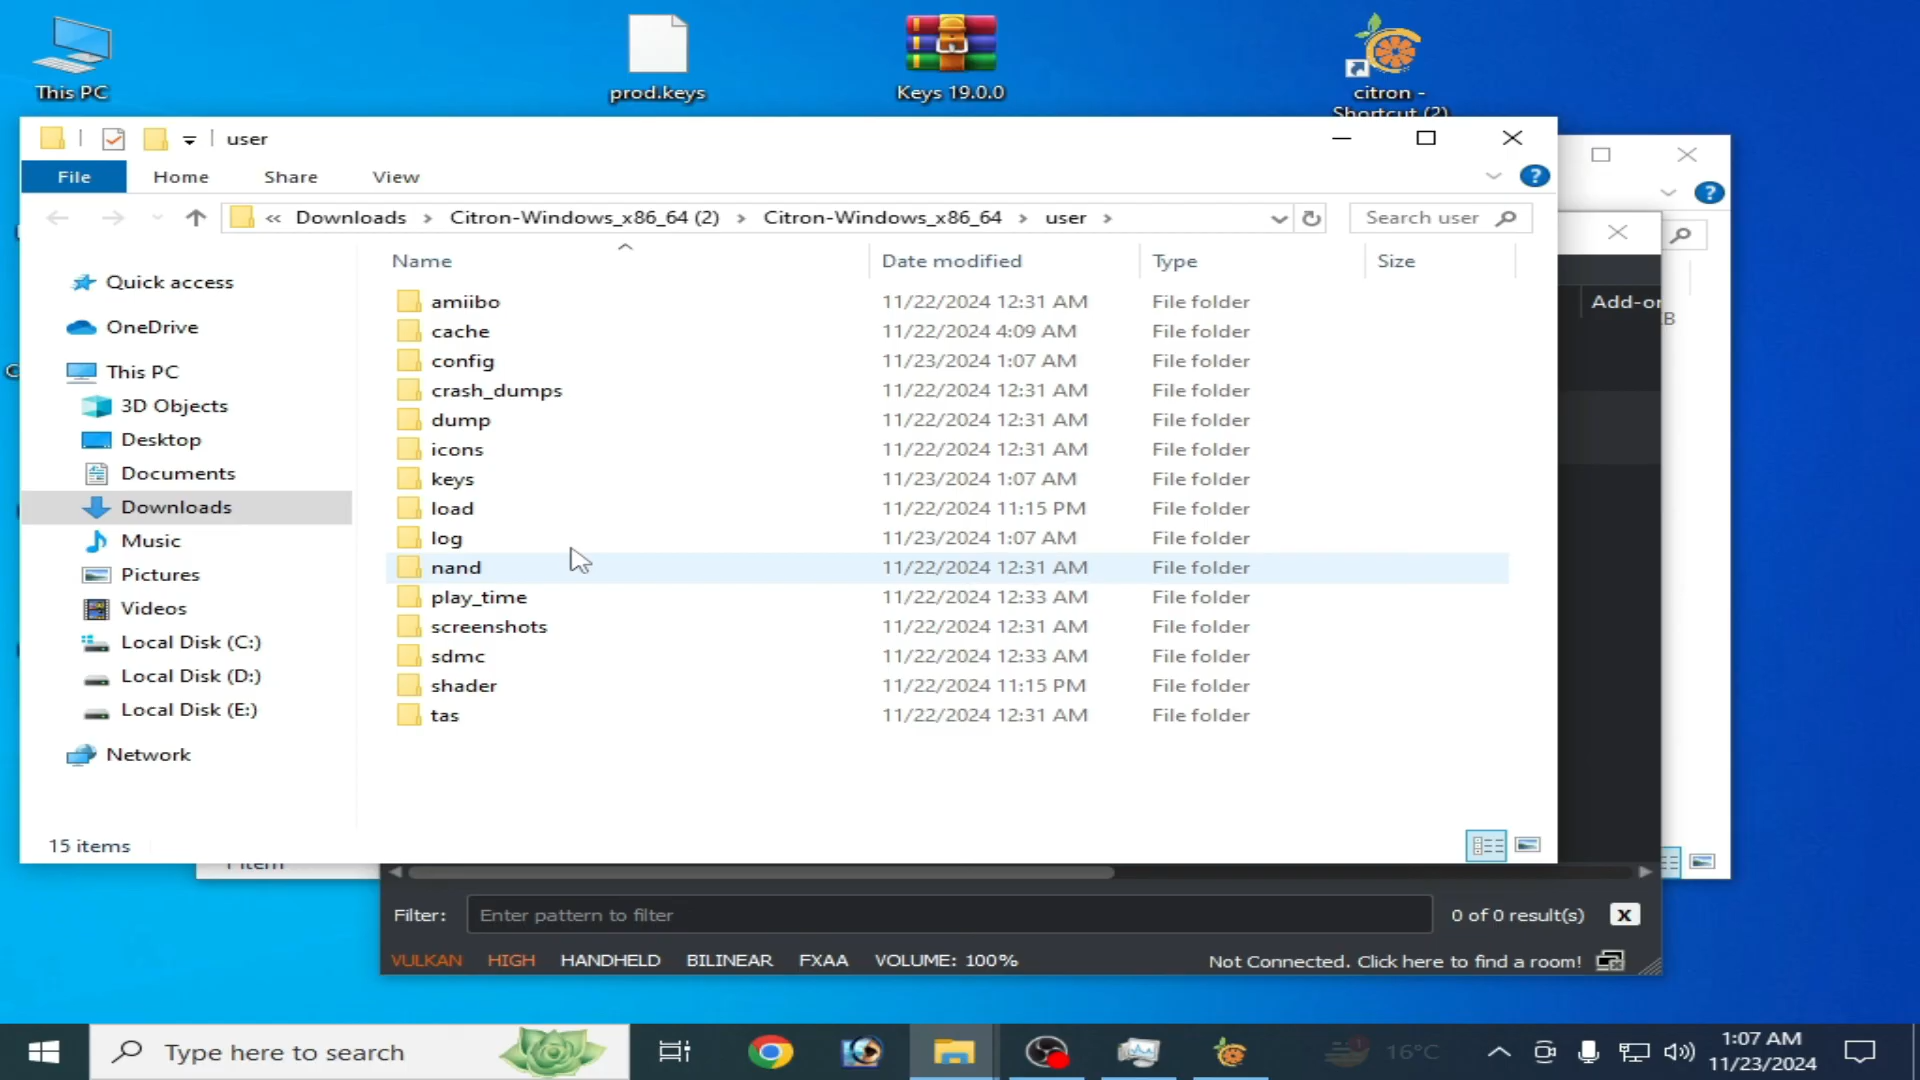 This PC
prod.keys
Keys 19.0.0
citron -
Shortcut (2)
user
File
Home
Share
View
?
?
« Downloads › Citron-Windows_x86_64 (2) › Citron-Windows_x86_64 › user ›
Search user
Name
Date modified
Type
Size
Quick access
OneDrive
This PC
3D Objects
Desktop
Documents
Downloads
Music
Pictures
Videos
Local Disk (C:)
Local Disk (D:)
Local Disk (E:)
Network
amiibo 11/22/2024 12:31 AM File folder
cache 11/22/2024 4:09 AM File folder
config 11/23/2024 1:07 AM File folder
crash_dumps 11/22/2024 12:31 AM File folder
dump 11/22/2024 12:31 AM File folder
icons 11/22/2024 12:31 AM File folder
keys 11/23/2024 1:07 AM File folder
load 11/22/2024 11:15 PM File folder
log 11/23/2024 1:07 AM File folder
nand 11/22/2024 12:31 AM File folder
play_time 11/22/2024 12:33 AM File folder
screenshots 11/22/2024 12:31 AM File folder
sdmc 11/22/2024 12:33 AM File folder
shader 11/22/2024 11:15 PM File folder
tas 11/22/2024 12:31 AM File folder
15 items
Filter:
Enter pattern to filter
0 of 0 result(s)
X
VULKAN HIGH HANDHELD BILINEAR FXAA VOLUME: 100%
Not Connected. Click here to find a room!
Type here to search
16°C
1:07 AM
11/23/2024